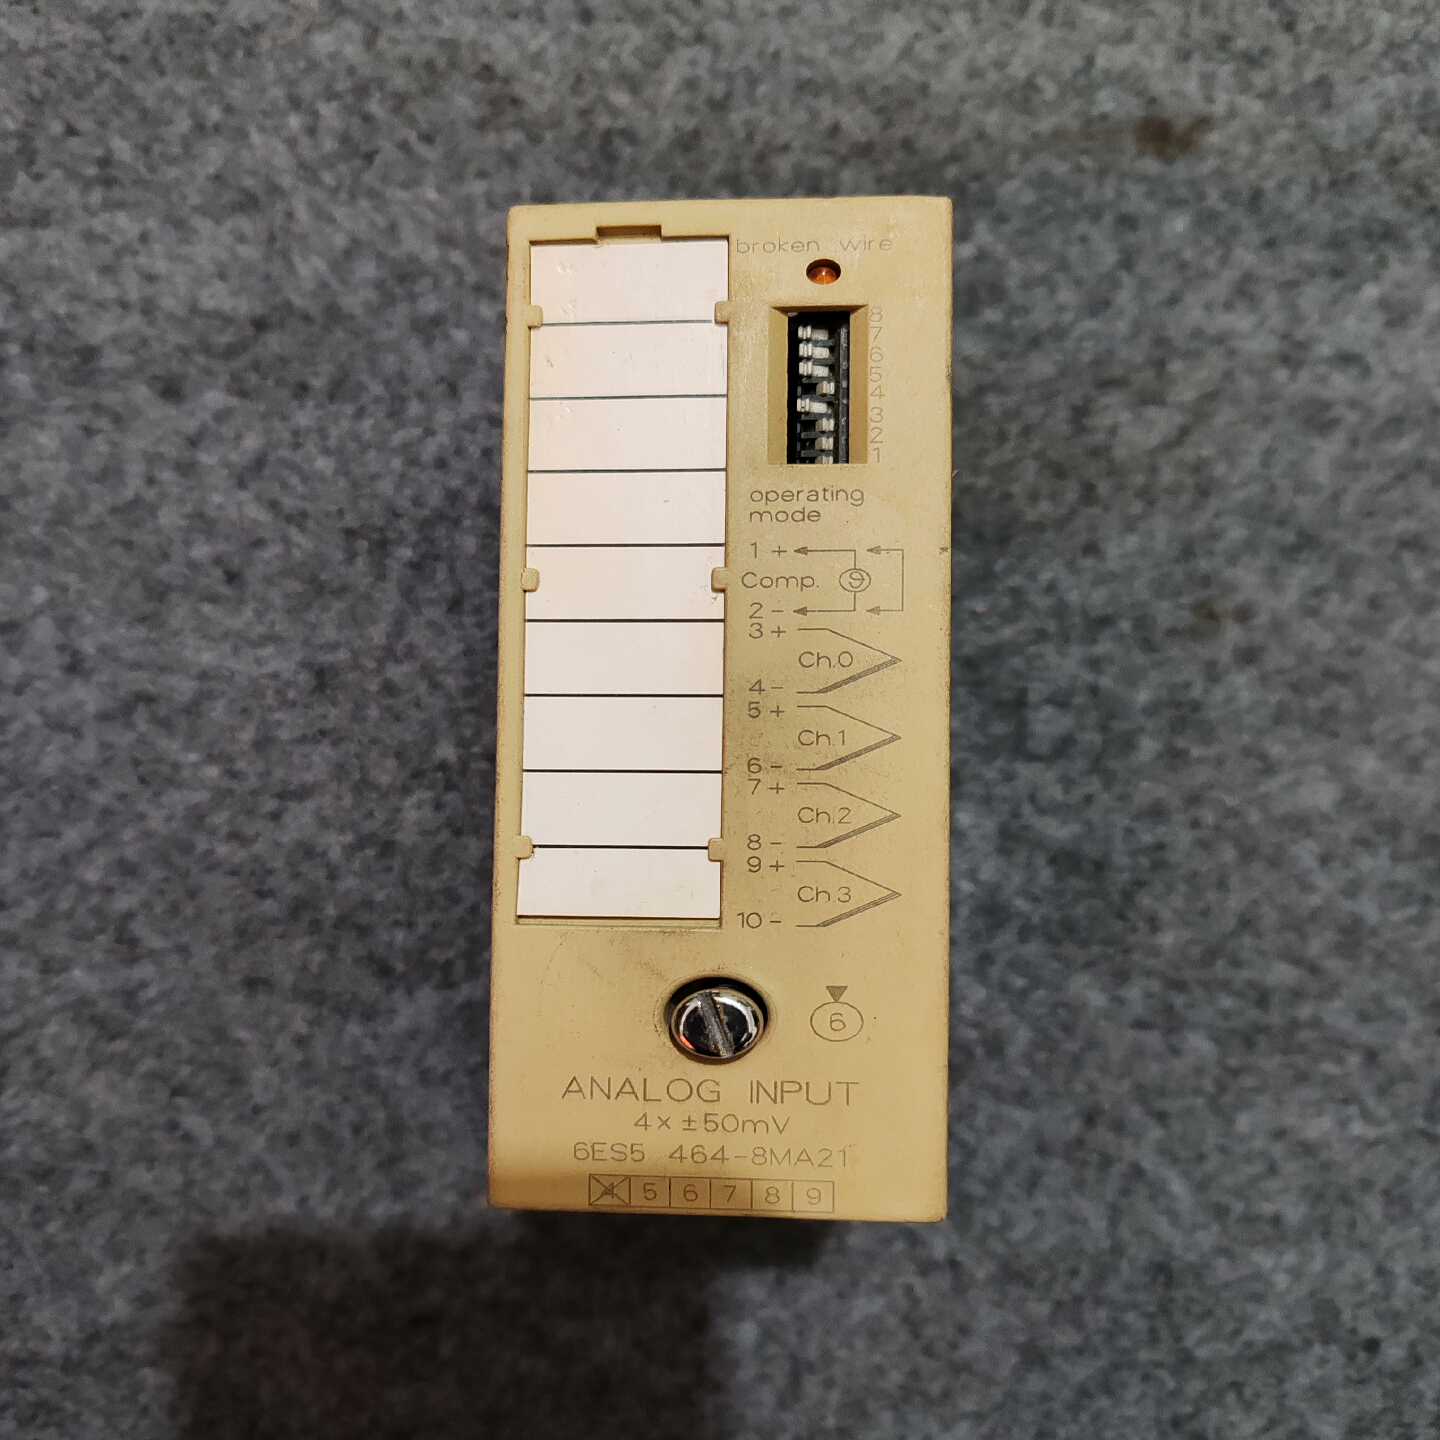 broken wire
8
7
6
5
4
3
2
1
operating
mode
1 +
Comp.
2 -
3 +
Ch.0
4 -
5 +
Ch.1
6 -
7 +
Ch.2
8 -
9 +
Ch.3
10 -
6
ANALOG INPUT
4x ±50mV
6ES5 464-8MA21
4 5 6 7 8 9